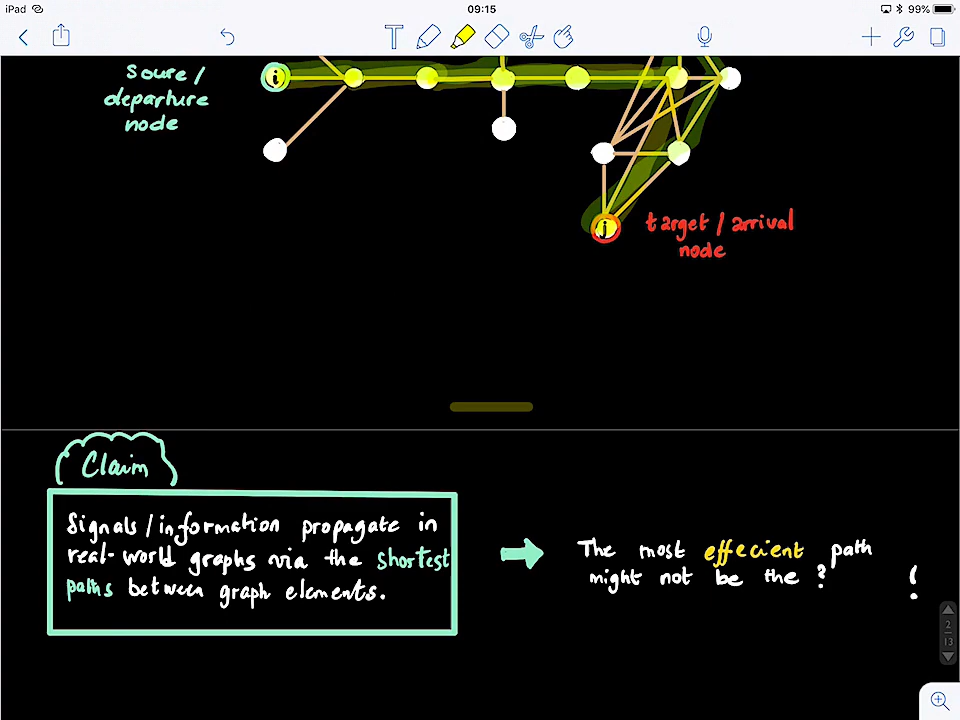 iPad
09:15
99%
T
soure /
departure
node
i
j
target / arrival
node
Claim
Signals / information propagate in
real-world graphs via the shortest
paths between graph elements.
The most effecient path
might not be the ?
!
2
13